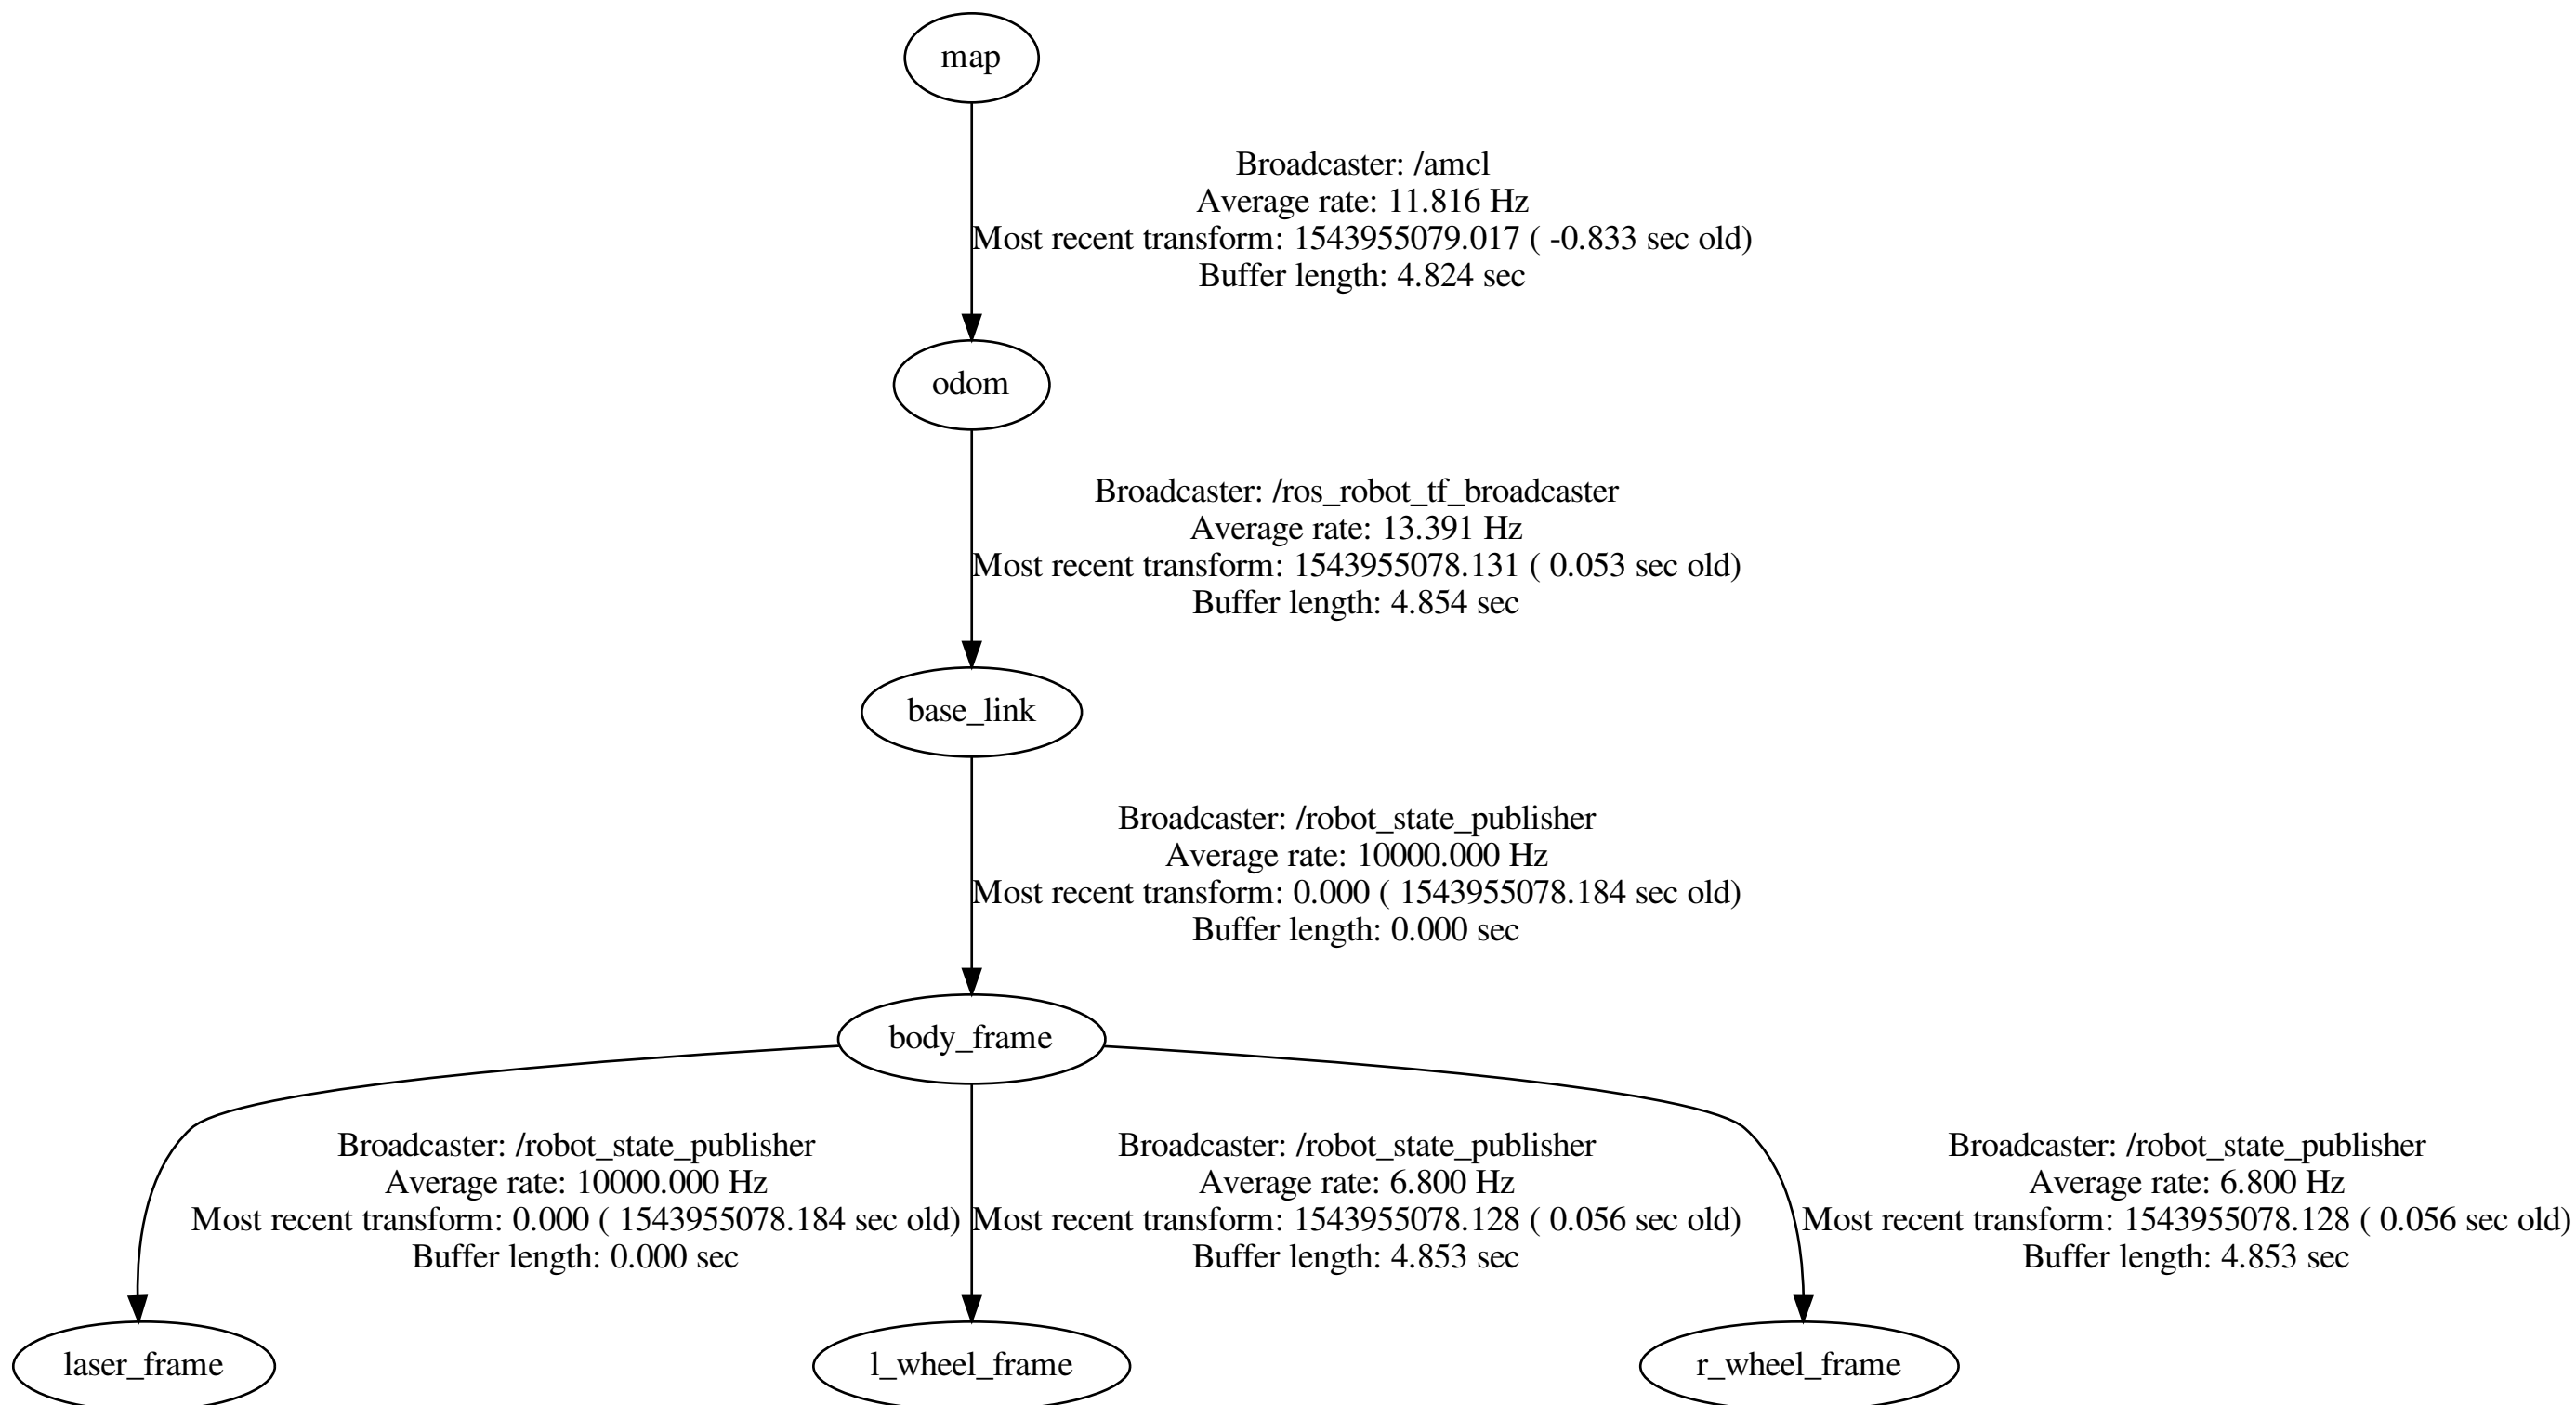 map
Broadcaster: /amcl
Average rate: 11.816 Hz
Most recent transform: 1543955079.017 ( -0.833 sec old)
Buffer length: 4.824 sec
odom
Broadcaster: /ros_robot_tf_broadcaster
Average rate: 13.391 Hz
Most recent transform: 1543955078.131 ( 0.053 sec old)
Buffer length: 4.854 sec
base_link
Broadcaster: /robot_state_publisher
Average rate: 10000.000 Hz
Most recent transform: 0.000 ( 1543955078.184 sec old)
Buffer length: 0.000 sec
body_frame
Broadcaster: /robot_state_publisher
Average rate: 10000.000 Hz
Most recent transform: 0.000 ( 1543955078.184 sec old)
Buffer length: 0.000 sec
Broadcaster: /robot_state_publisher
Average rate: 6.800 Hz
Most recent transform: 1543955078.128 ( 0.056 sec old)
Buffer length: 4.853 sec
Broadcaster: /robot_state_publisher
Average rate: 6.800 Hz
Most recent transform: 1543955078.128 ( 0.056 sec old)
Buffer length: 4.853 sec
laser_frame
l_wheel_frame
r_wheel_frame